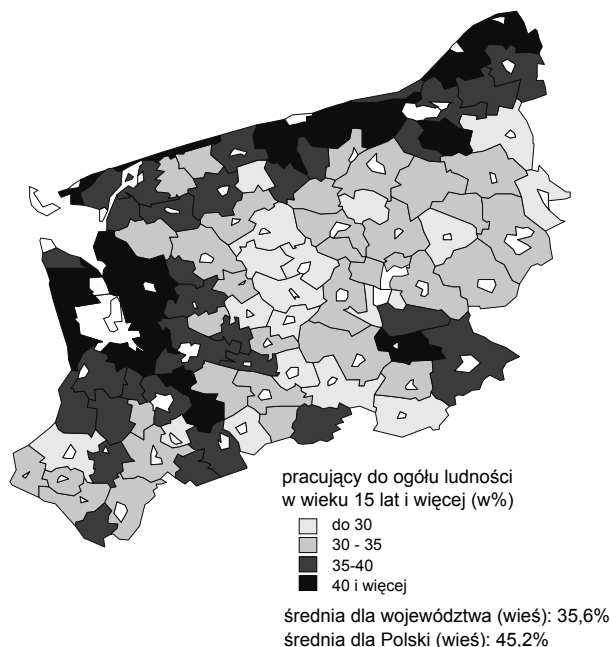 pracujący do ogółu ludności
w wieku 15 lat i więcej (w%)
do 30
30 - 35
35-40
40 i więcej
średnia dla województwa (wieś): 35,6%
średnia dla Polski (wieś): 45,2%